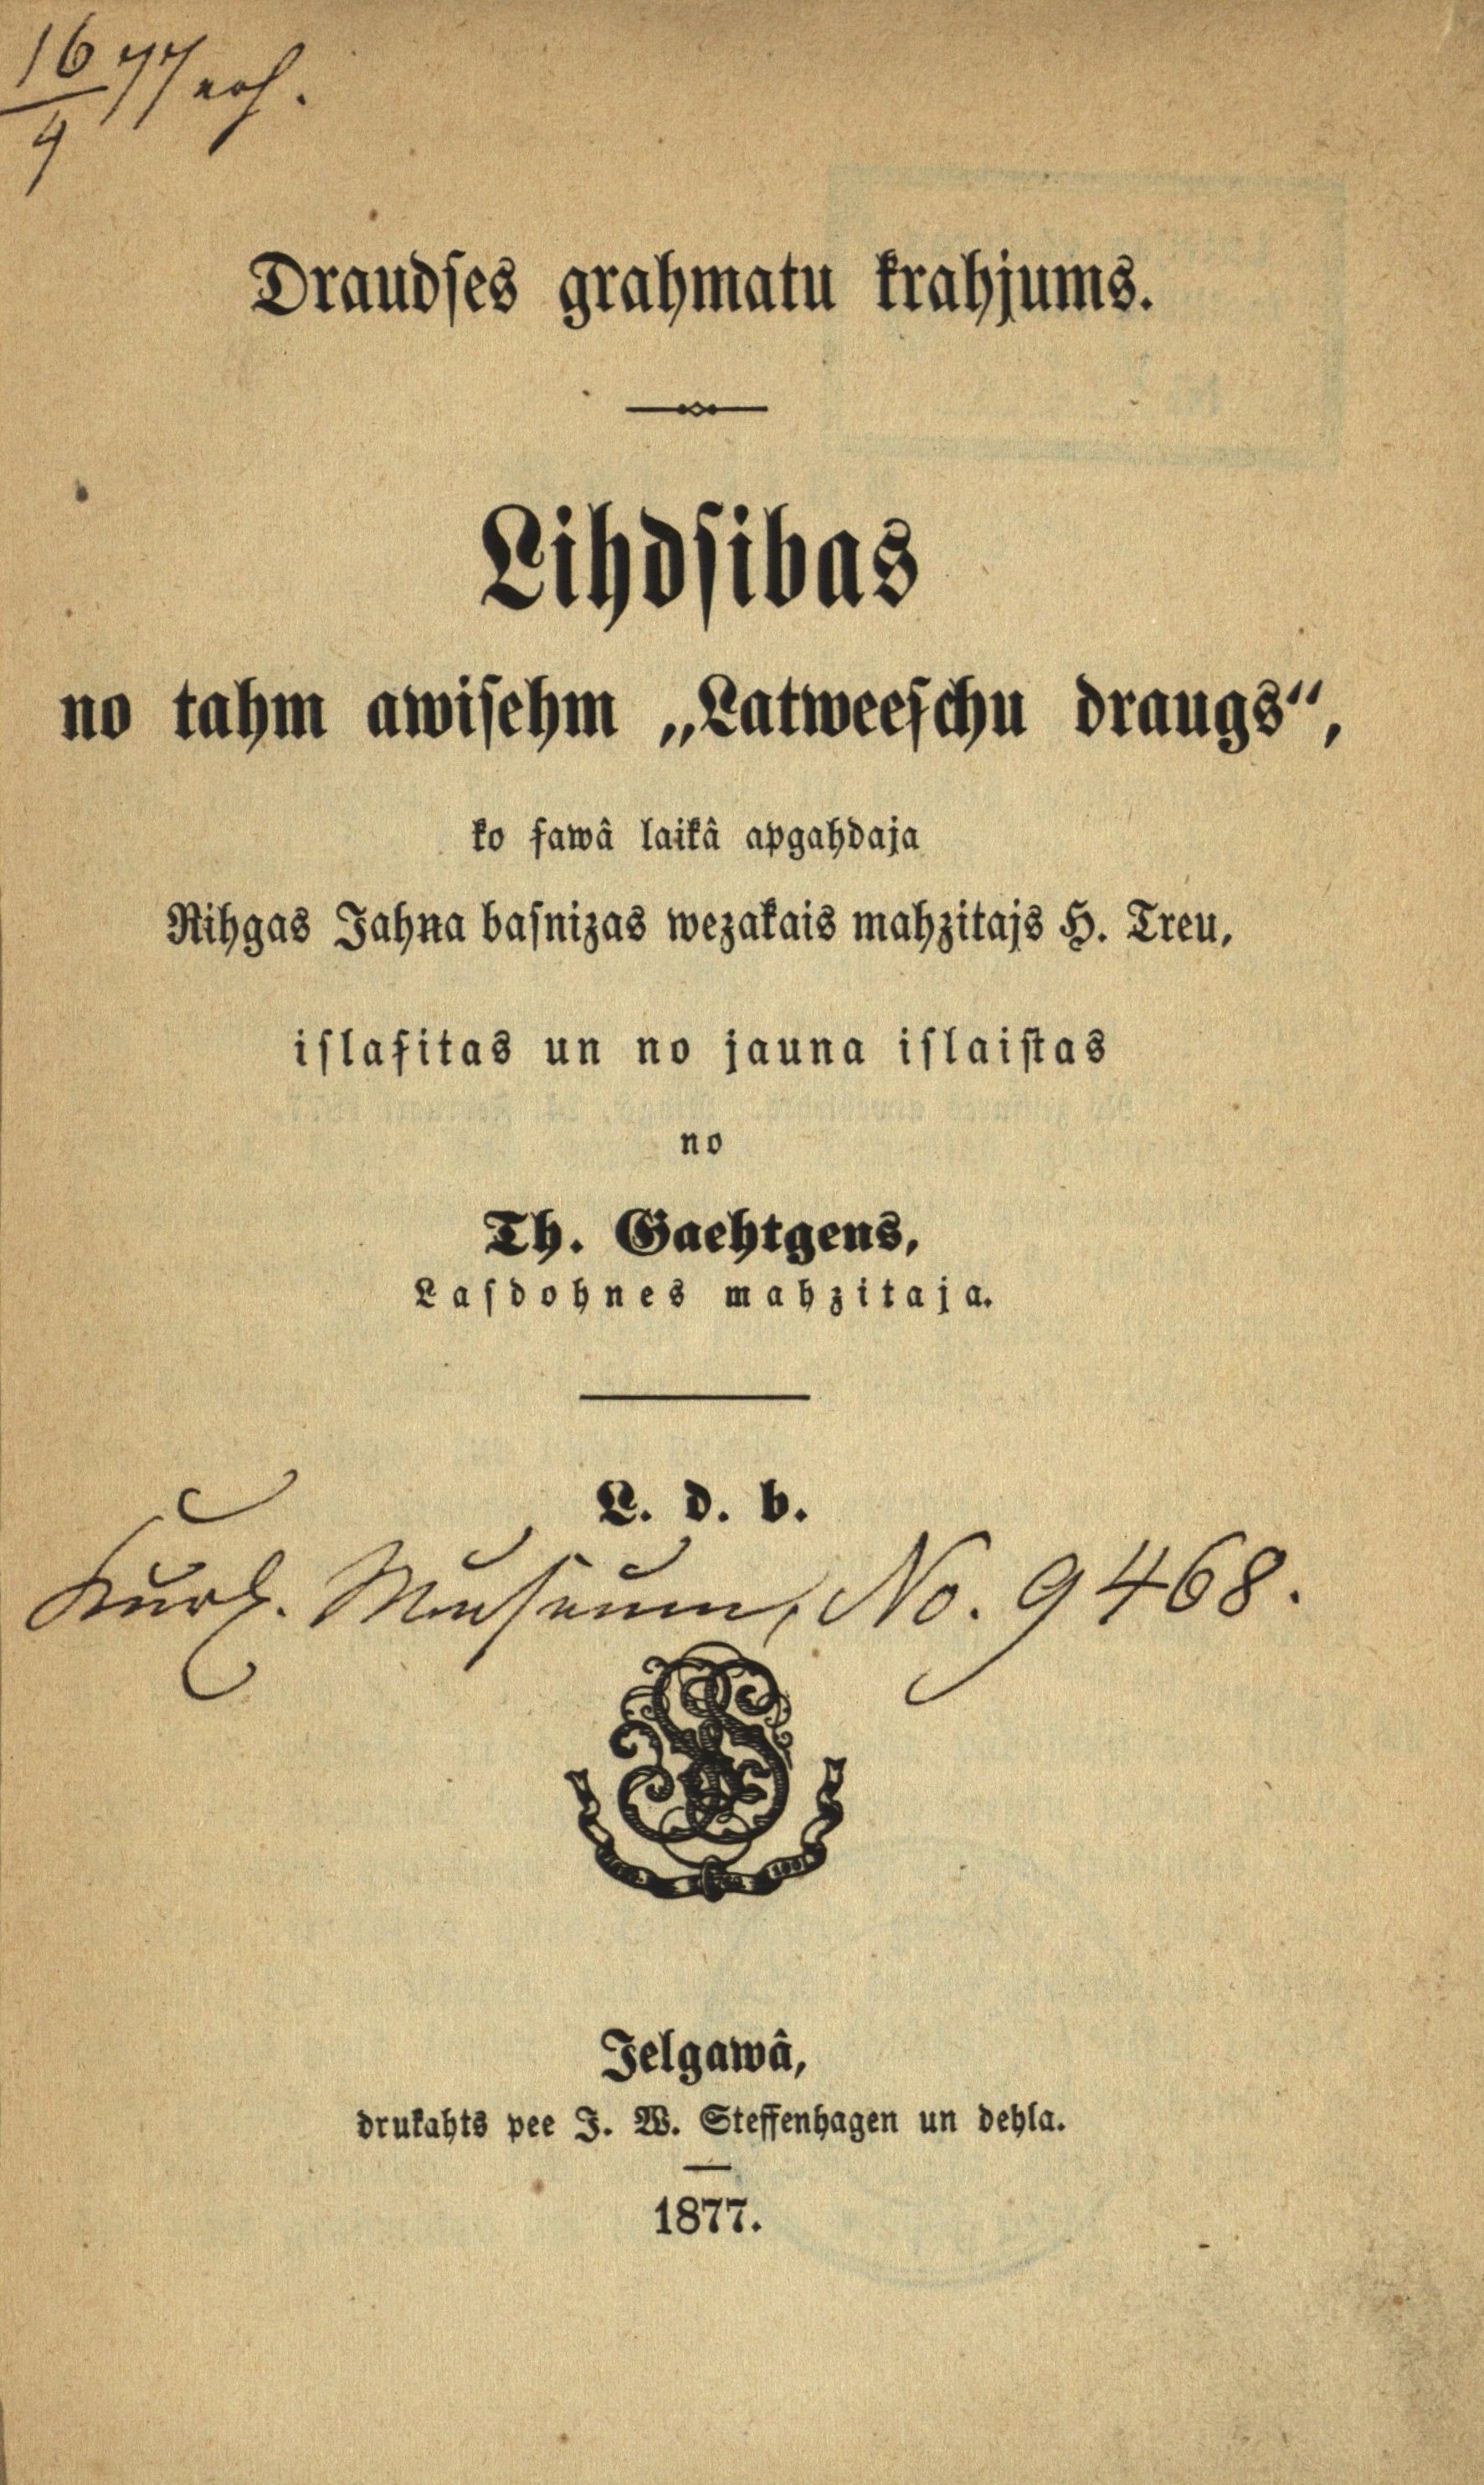 16/4 77
Draudſes grahmatu krahjums.
Lihdſibas
no tahm awiſehm „Latweeſchu draugs“,
ko ſawâ laikâ apgahdaja
Rihgas Jahna baſnizas wezakais mahzitajs H. Treu,
iſlaſitas un no jauna iſlaiſtas
no
Th. Gaehtgens,
Laſdohnes mahzitaja.
L. d. b.
Kurl. Museum, No. 9468.
Jelgawâ,
drukahts pee J. W. Steffenhagen un dehla.
1877.